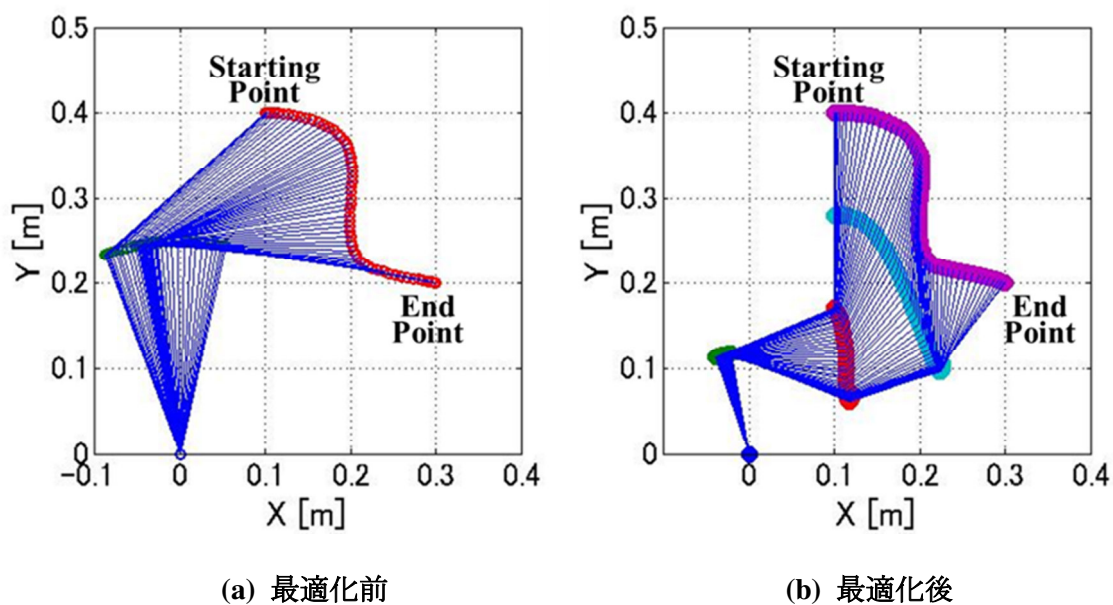 0.5
0.4
0.3
0.2
0.1
0
-0.1
0
0.1
0.2
0.3
0.4
Y [m]
X [m]
Starting
Point
End
Point
(a) 最適化前
0.5
0.4
0.3
0.2
0.1
0
0
0.1
0.2
0.3
0.4
Y [m]
X [m]
Starting
Point
End
Point
(b) 最適化後